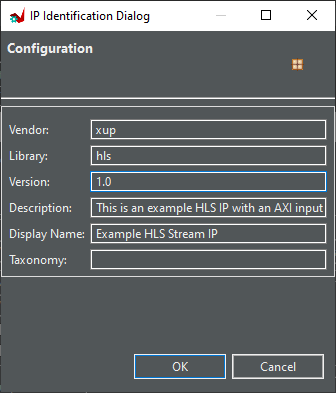 IP Identification Dialog
Configuration
Vendor: xup
Library: hls
Version: 1.0
Description: This is an example HLS IP with an AXI input
Display Name: Example HLS Stream IP
Taxonomy:
OK Cancel